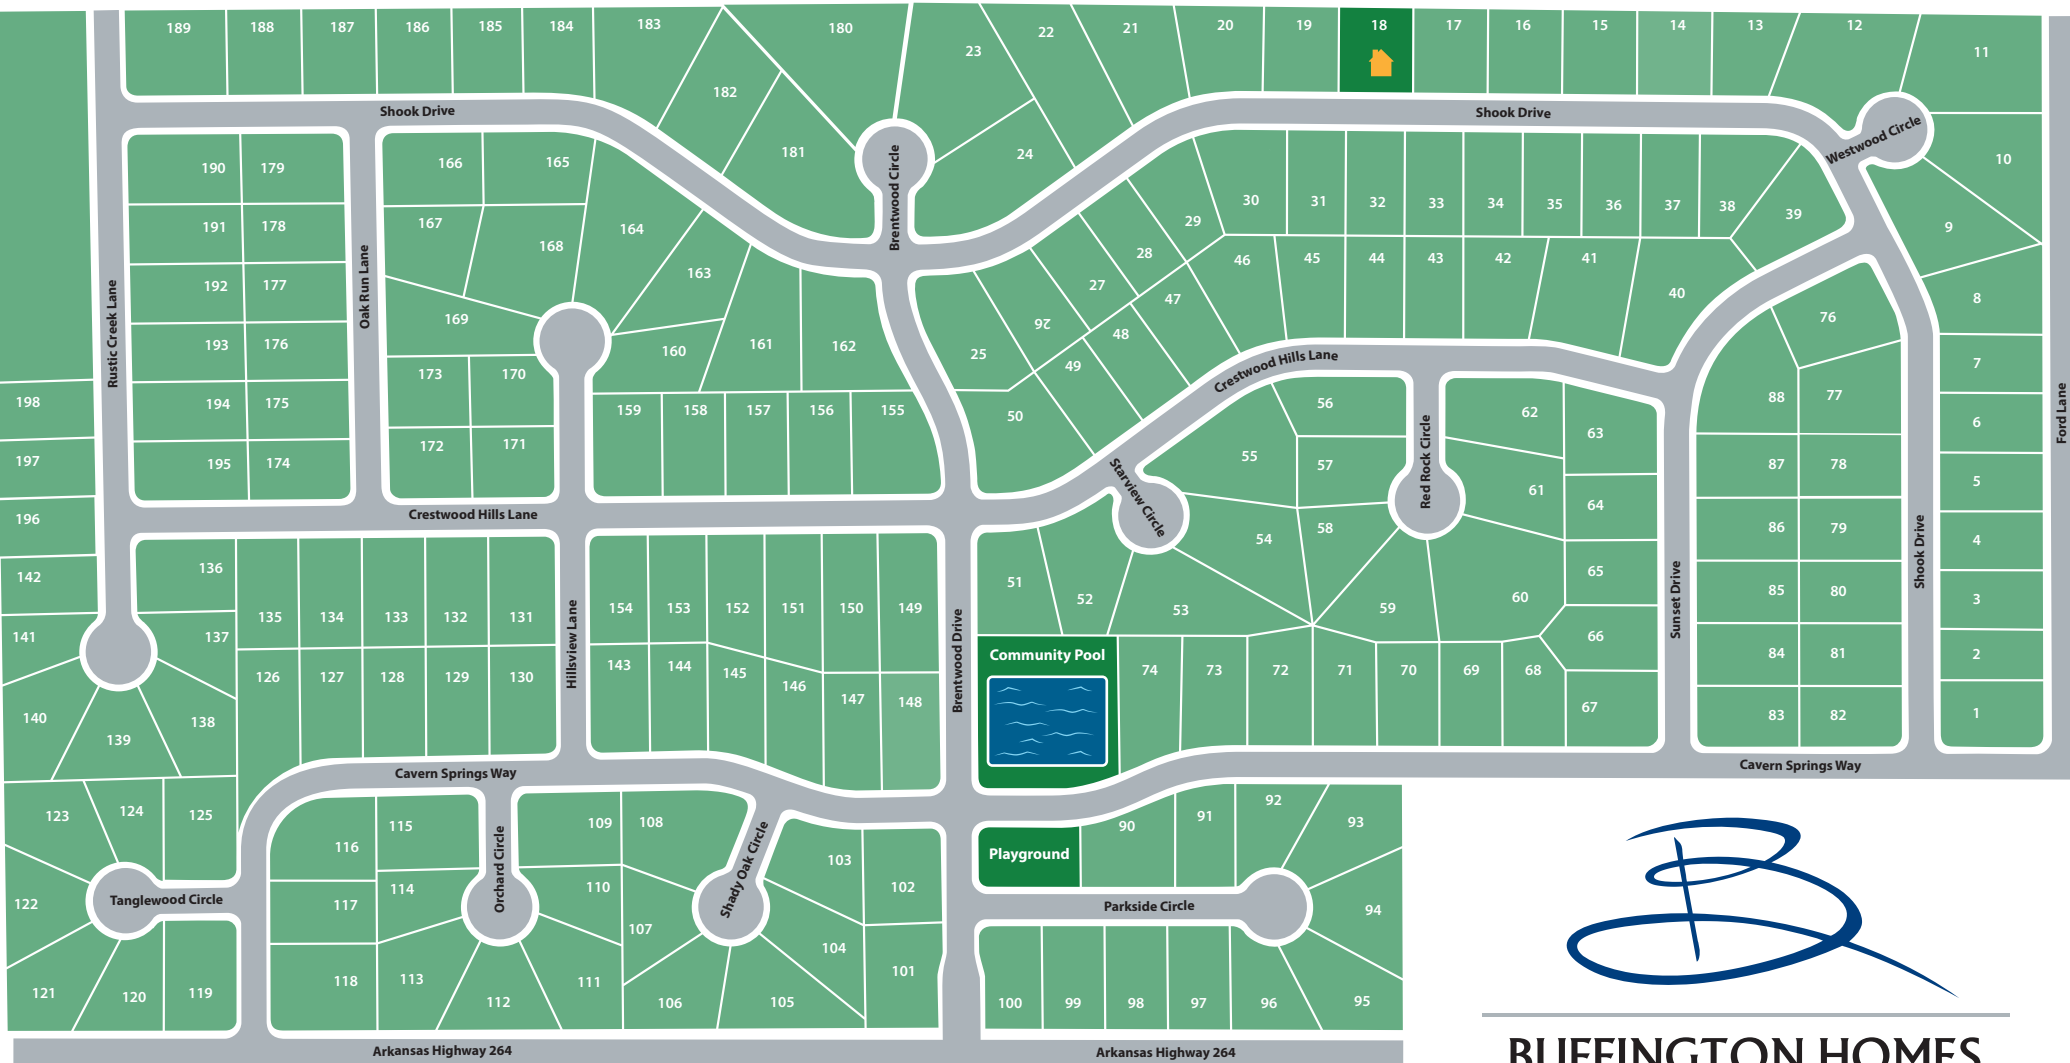 189 188 187 186 185 184 183 180 23 22 21 20 19 18 17 16 15 14 13 12 11
182 181 24 10
Shook Drive
Shook Drive
Westwood Circle
Brentwood Circle
190 179 166 165
191 178 167 168 164 163
192 177 169
193 176 160 161 162
194 175 173 170
195 174 172 171
159 158 157 156 155
Rustic Creek Lane
Oak Run Lane
198
197
196
142
141
140
139
138
137
136
30 31 32 33 34 35 36 37 38 39
29 28 27 26 25
46 45 44 43 42 41 40
47 48 49 50
9
8
7
6
5
4
3
2
1
76
88 77
87 78
86 79
85 80
84 81
83 82
Ford Lane
Shook Drive
Sunset Drive
Crestwood Hills Lane
Crestwood Hills Lane
Starview Circle
Red Rock Circle
56 62 63
55 57 61 64
54 58 65
51 52 53 59 60 66
74 73 72 71 70 69 68 67
Community Pool
135 134 133 132 131
126 127 128 129 130
Hillsview Lane
154 153 152 151 150 149
143 144 145 146 147 148
Brentwood Drive
Cavern Springs Way
Cavern Springs Way
123 124 125
122
121 120 119
Tanglewood Circle
116 115
117 114
118 113 112 111
Orchard Circle
109 108
110 107
106 105
Shady Oak Circle
103 102
104 101
Playground
90 91 92 93
94
95
Parkside Circle
100 99 98 97 96
Arkansas Highway 264
Arkansas Highway 264
BUFFINGTON HOMES